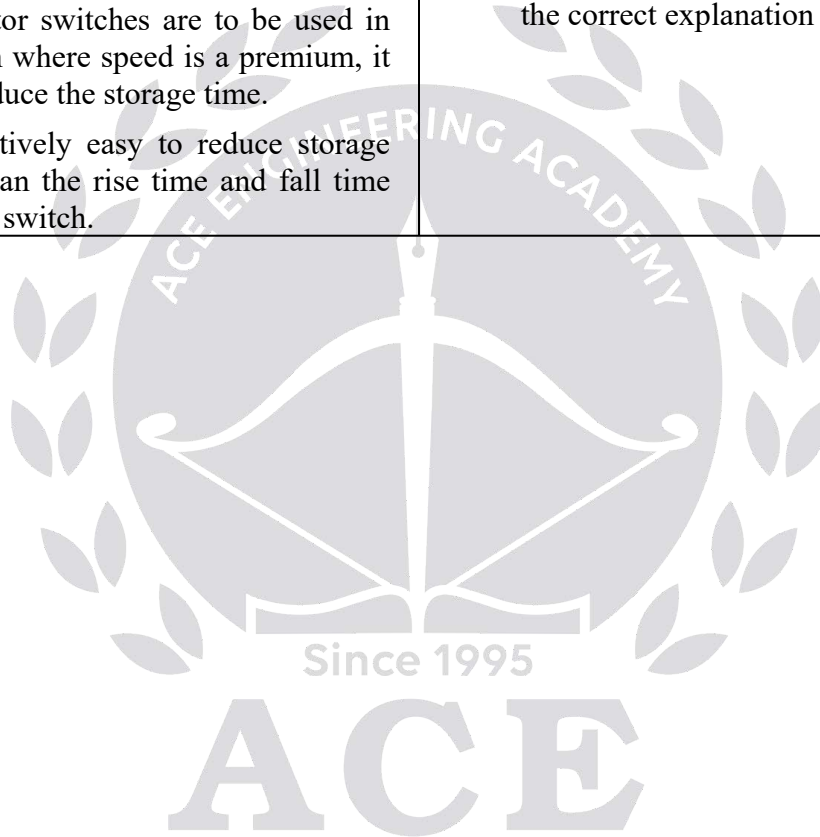 tor switches are to be used in
where speed is a premium, it
duce the storage time.
tively easy to reduce storage
an the rise time and fall time
switch.
the correct explanation
ACE ENGINEERING ACADEMY
Since 1995
ACE